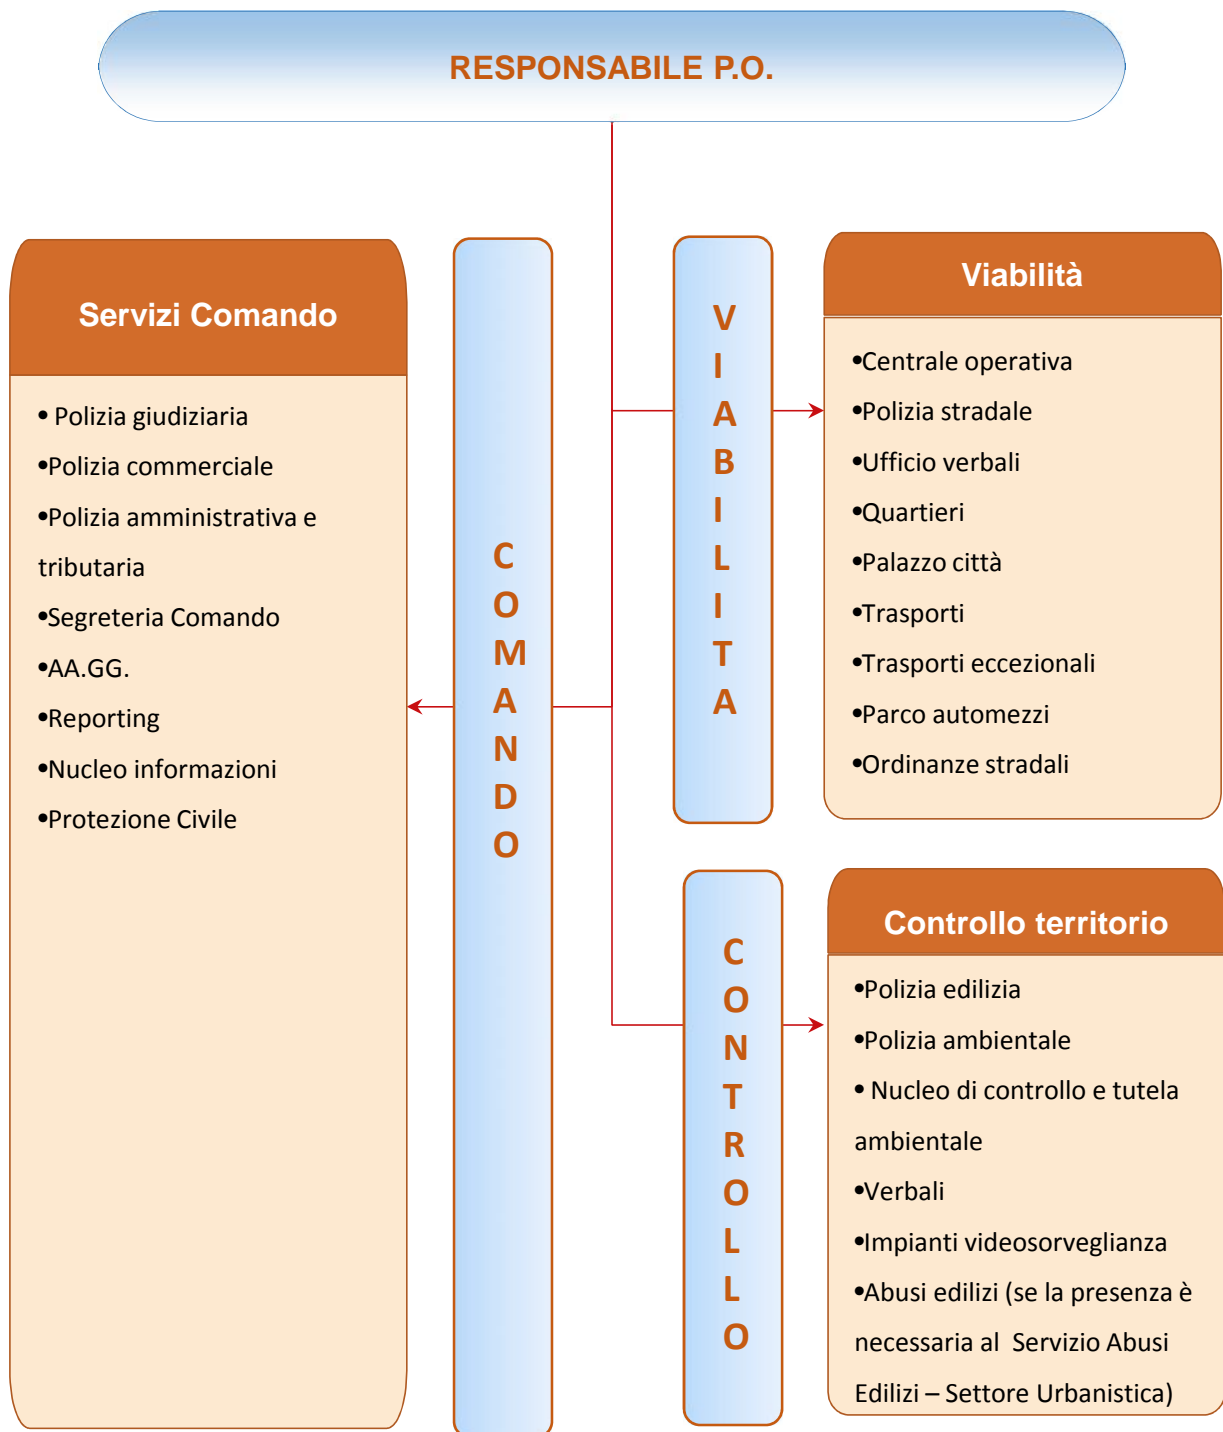 RESPONSABILE P.O.
Servizi Comando
• Polizia giudiziaria
•Polizia commerciale
•Polizia amministrativa e
tributaria
•Segreteria Comando
•AA.GG.
•Reporting
•Nucleo informazioni
•Protezione Civile
C
O
M
A
N
D
O
V
I
A
B
I
L
I
T
A
Viabilità
•Centrale operativa
•Polizia stradale
•Ufficio verbali
•Quartieri
•Palazzo città
•Trasporti
•Trasporti eccezionali
•Parco automezzi
•Ordinanze stradali
C
O
N
T
R
O
L
L
O
Controllo territorio
•Polizia edilizia
•Polizia ambientale
• Nucleo di controllo e tutela
ambientale
•Verbali
•Impianti videosorveglianza
•Abusi edilizi (se la presenza è
necessaria al  Servizio Abusi
Edilizi – Settore Urbanistica)